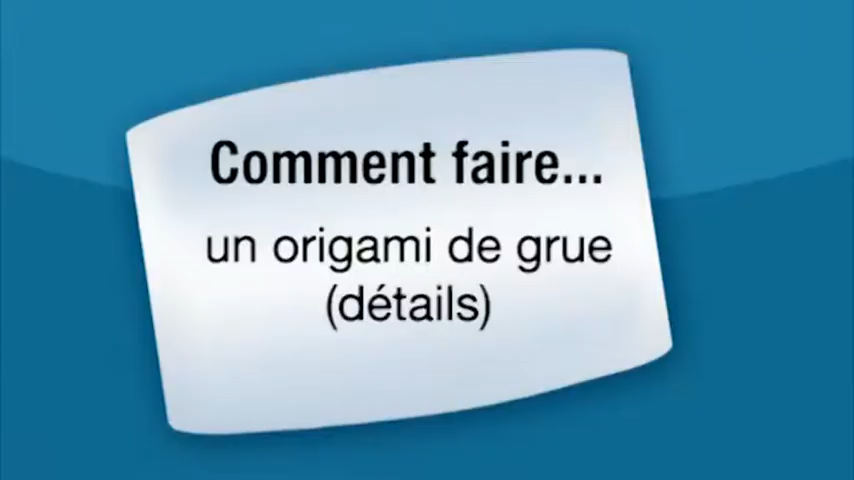 Comment faire...
un origami de grue
(détails)